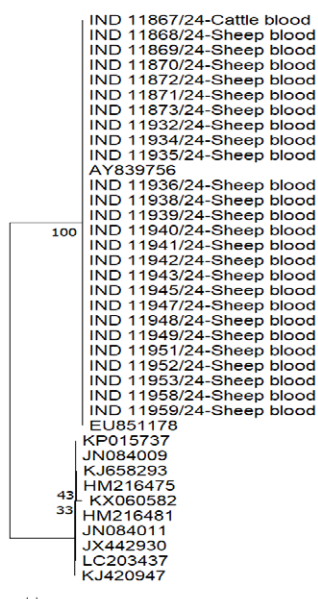 IND 11867/24-Cattle blood
IND 11868/24-Sheep blood
IND 11869/24-Sheep blood
IND 11870/24-Sheep blood
IND 11872/24-Sheep blood
IND 11871/24-Sheep blood
IND 11873/24-Sheep blood
IND 11932/24-Sheep blood
IND 11934/24-Sheep blood
IND 11935/24-Sheep blood
AY839756
IND 11936/24-Sheep blood
IND 11938/24-Sheep blood
IND 11939/24-Sheep blood
100 IND 11940/24-Sheep blood
IND 11941/24-Sheep blood
IND 11942/24-Sheep blood
IND 11943/24-Sheep blood
IND 11945/24-Sheep blood
IND 11947/24-Sheep blood
IND 11948/24-Sheep blood
IND 11949/24-Sheep blood
IND 11951/24-Sheep blood
IND 11952/24-Sheep blood
IND 11953/24-Sheep blood
IND 11958/24-Sheep blood
IND 11959/24-Sheep blood
EU851178
KP015737
JN084009
KJ658293
HM216475
43 KX060582
33 HM216481
JN084011
JX442930
LC203437
KJ420947